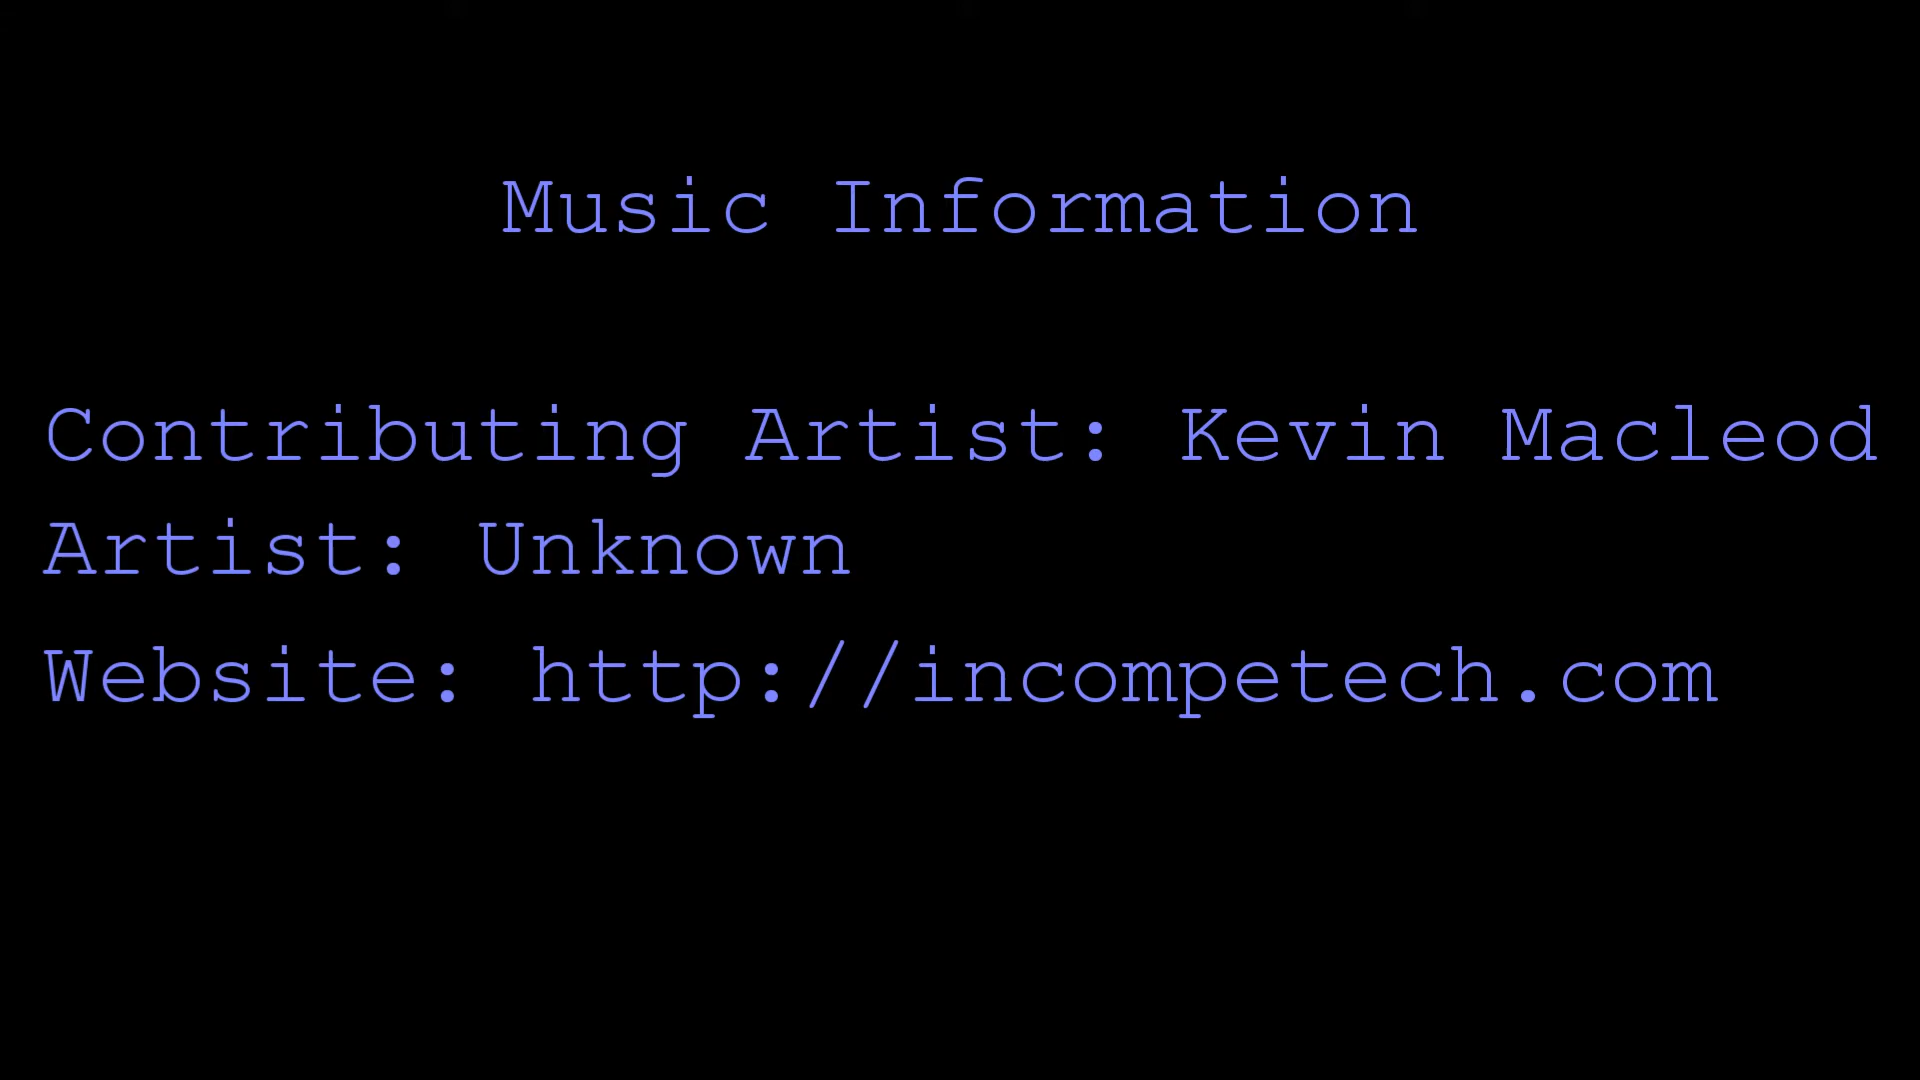 Music Information
Contributing Artist: Kevin Macleod
Artist: Unknown
Website: http://incompetech.com